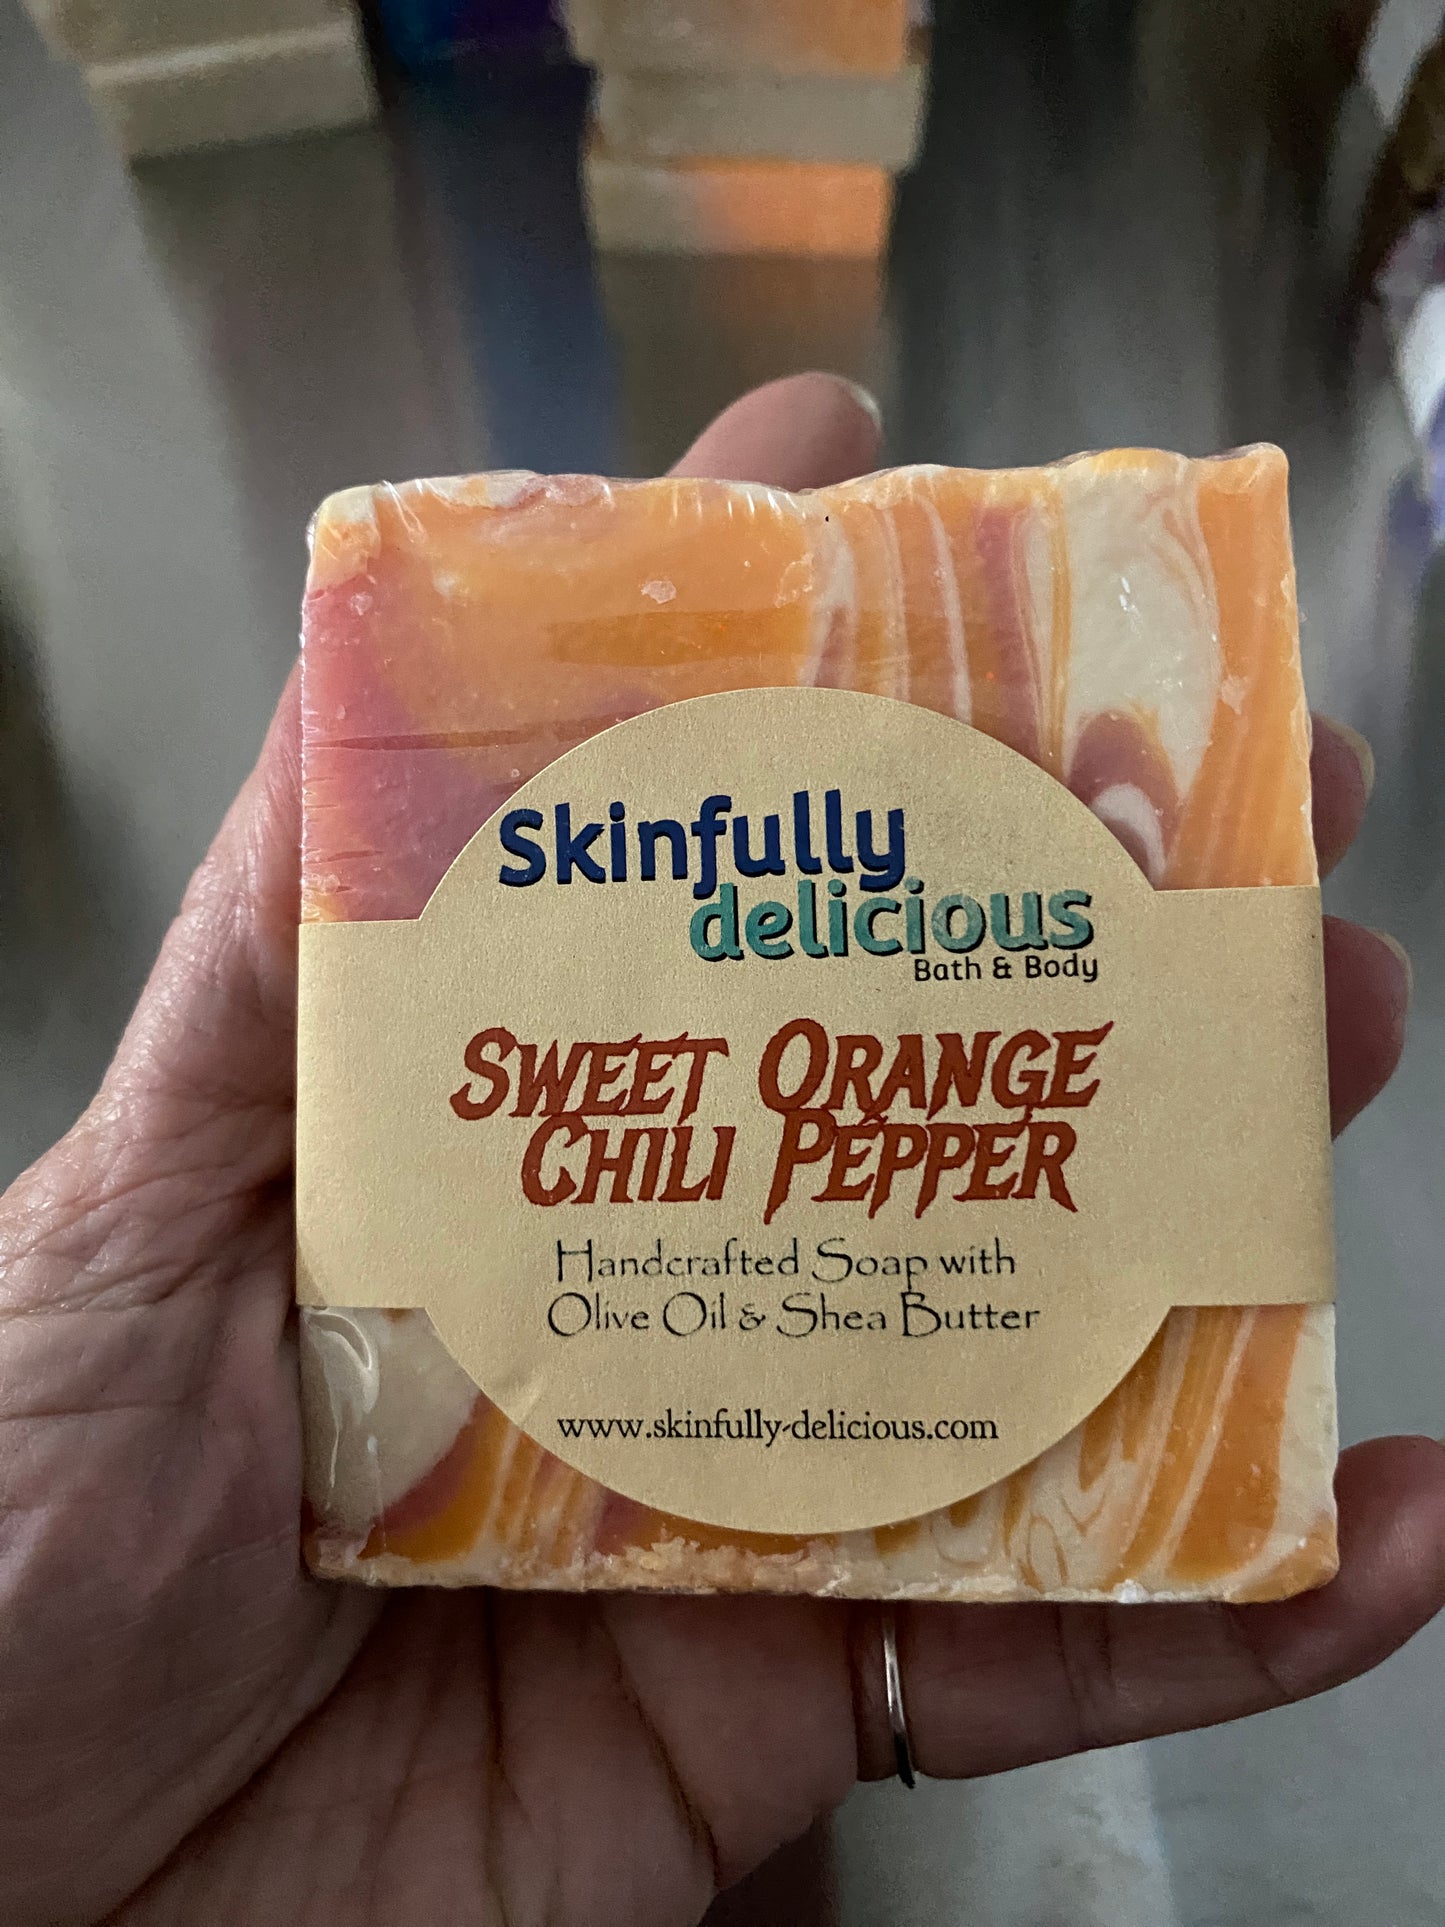 Skinfully
delicious
Bath & Body
SWEET ORANGE
CHILI PEPPER
Handcrafted Soap with
Olive Oil & Shea Butter
www.skinfully-delicious.com